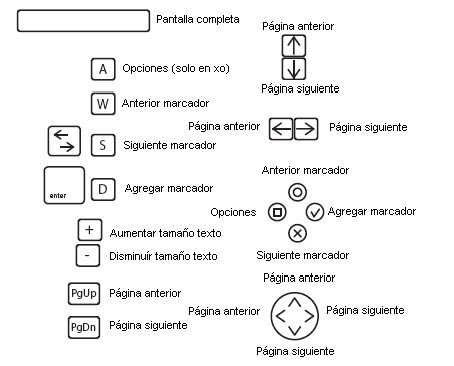 Pantalla completa
Página anterior
A Opciones (solo en xo)
Página siguiente
W Anterior marcador
Página anterior Página siguiente
S Siguiente marcador
Anterior marcador
enter D Agregar marcador
Opciones Agregar marcador
+ Aumentar tamaño texto
Siguiente marcador
- Disminuír tamaño texto
Página anterior
PgUp Página anterior
Página anterior Página siguiente
PgDn Página siguiente
Página siguiente